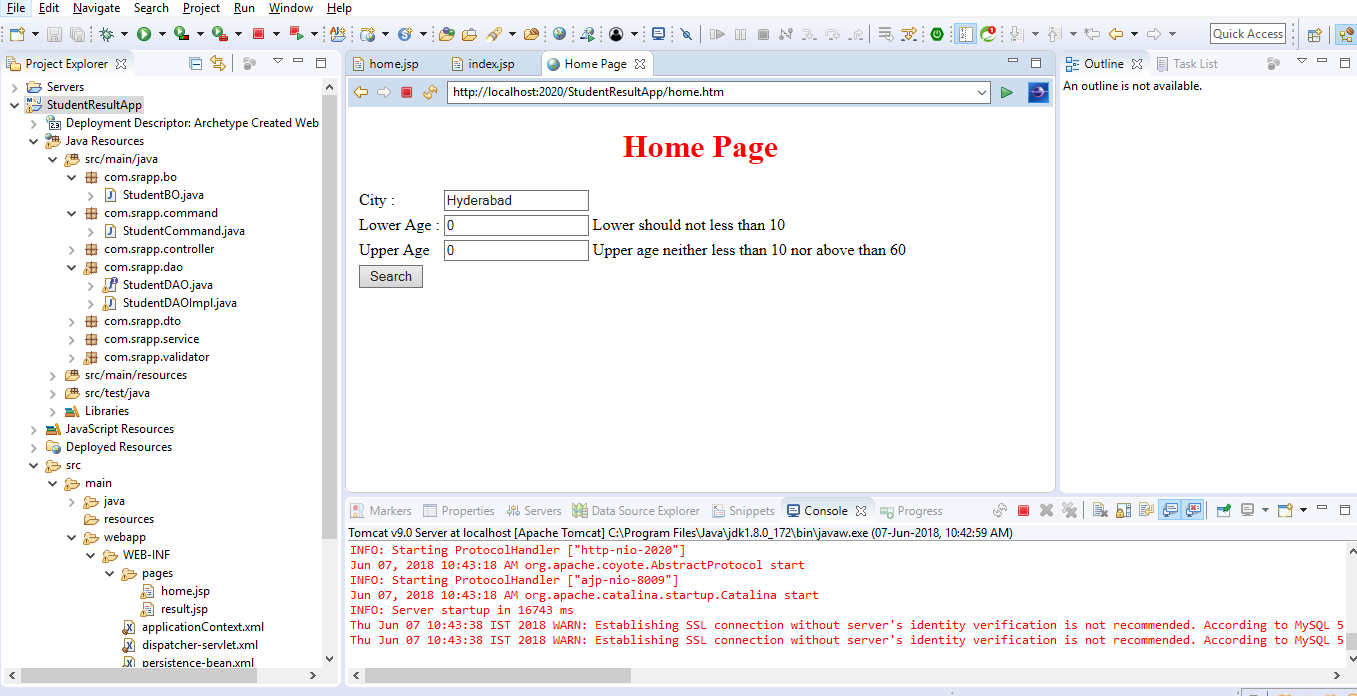 File Edit Navigate Search Project Run Window Help
Quick Access
Project Explorer
Servers
StudentResultApp
Deployment Descriptor: Archetype Created Web
Java Resources
src/main/java
com.srapp.bo
StudentBO.java
com.srapp.command
StudentCommand.java
com.srapp.controller
com.srapp.dao
StudentDAO.java
StudentDAOImpl.java
com.srapp.dto
com.srapp.service
com.srapp.validator
src/main/resources
src/test/java
Libraries
JavaScript Resources
Deployed Resources
src
main
java
resources
webapp
WEB-INF
pages
home.jsp
result.jsp
applicationContext.xml
dispatcher-servlet.xml
persistence-bean.xml
home.jsp index.jsp Home Page
http://localhost:2020/StudentResultApp/home.htm
Home Page
City : Hyderabad
Lower Age : 0 Lower should not less than 10
Upper Age 0 Upper age neither less than 10 nor above than 60
Search
Outline Task List
An outline is not available.
Markers Properties Servers Data Source Explorer Snippets Console Progress
Tomcat v9.0 Server at localhost [Apache Tomcat] C:\Program Files\Java\jdk1.8.0_172\bin\javaw.exe (07-Jun-2018, 10:42:59 AM)
INFO: Starting ProtocolHandler ["http-nio-2020"]
Jun 07, 2018 10:43:18 AM org.apache.coyote.AbstractProtocol start
INFO: Starting ProtocolHandler ["ajp-nio-8009"]
Jun 07, 2018 10:43:18 AM org.apache.catalina.startup.Catalina start
INFO: Server startup in 16743 ms
Thu Jun 07 10:43:38 IST 2018 WARN: Establishing SSL connection without server's identity verification is not recommended. According to MySQL 5
Thu Jun 07 10:43:38 IST 2018 WARN: Establishing SSL connection without server's identity verification is not recommended. According to MySQL 5